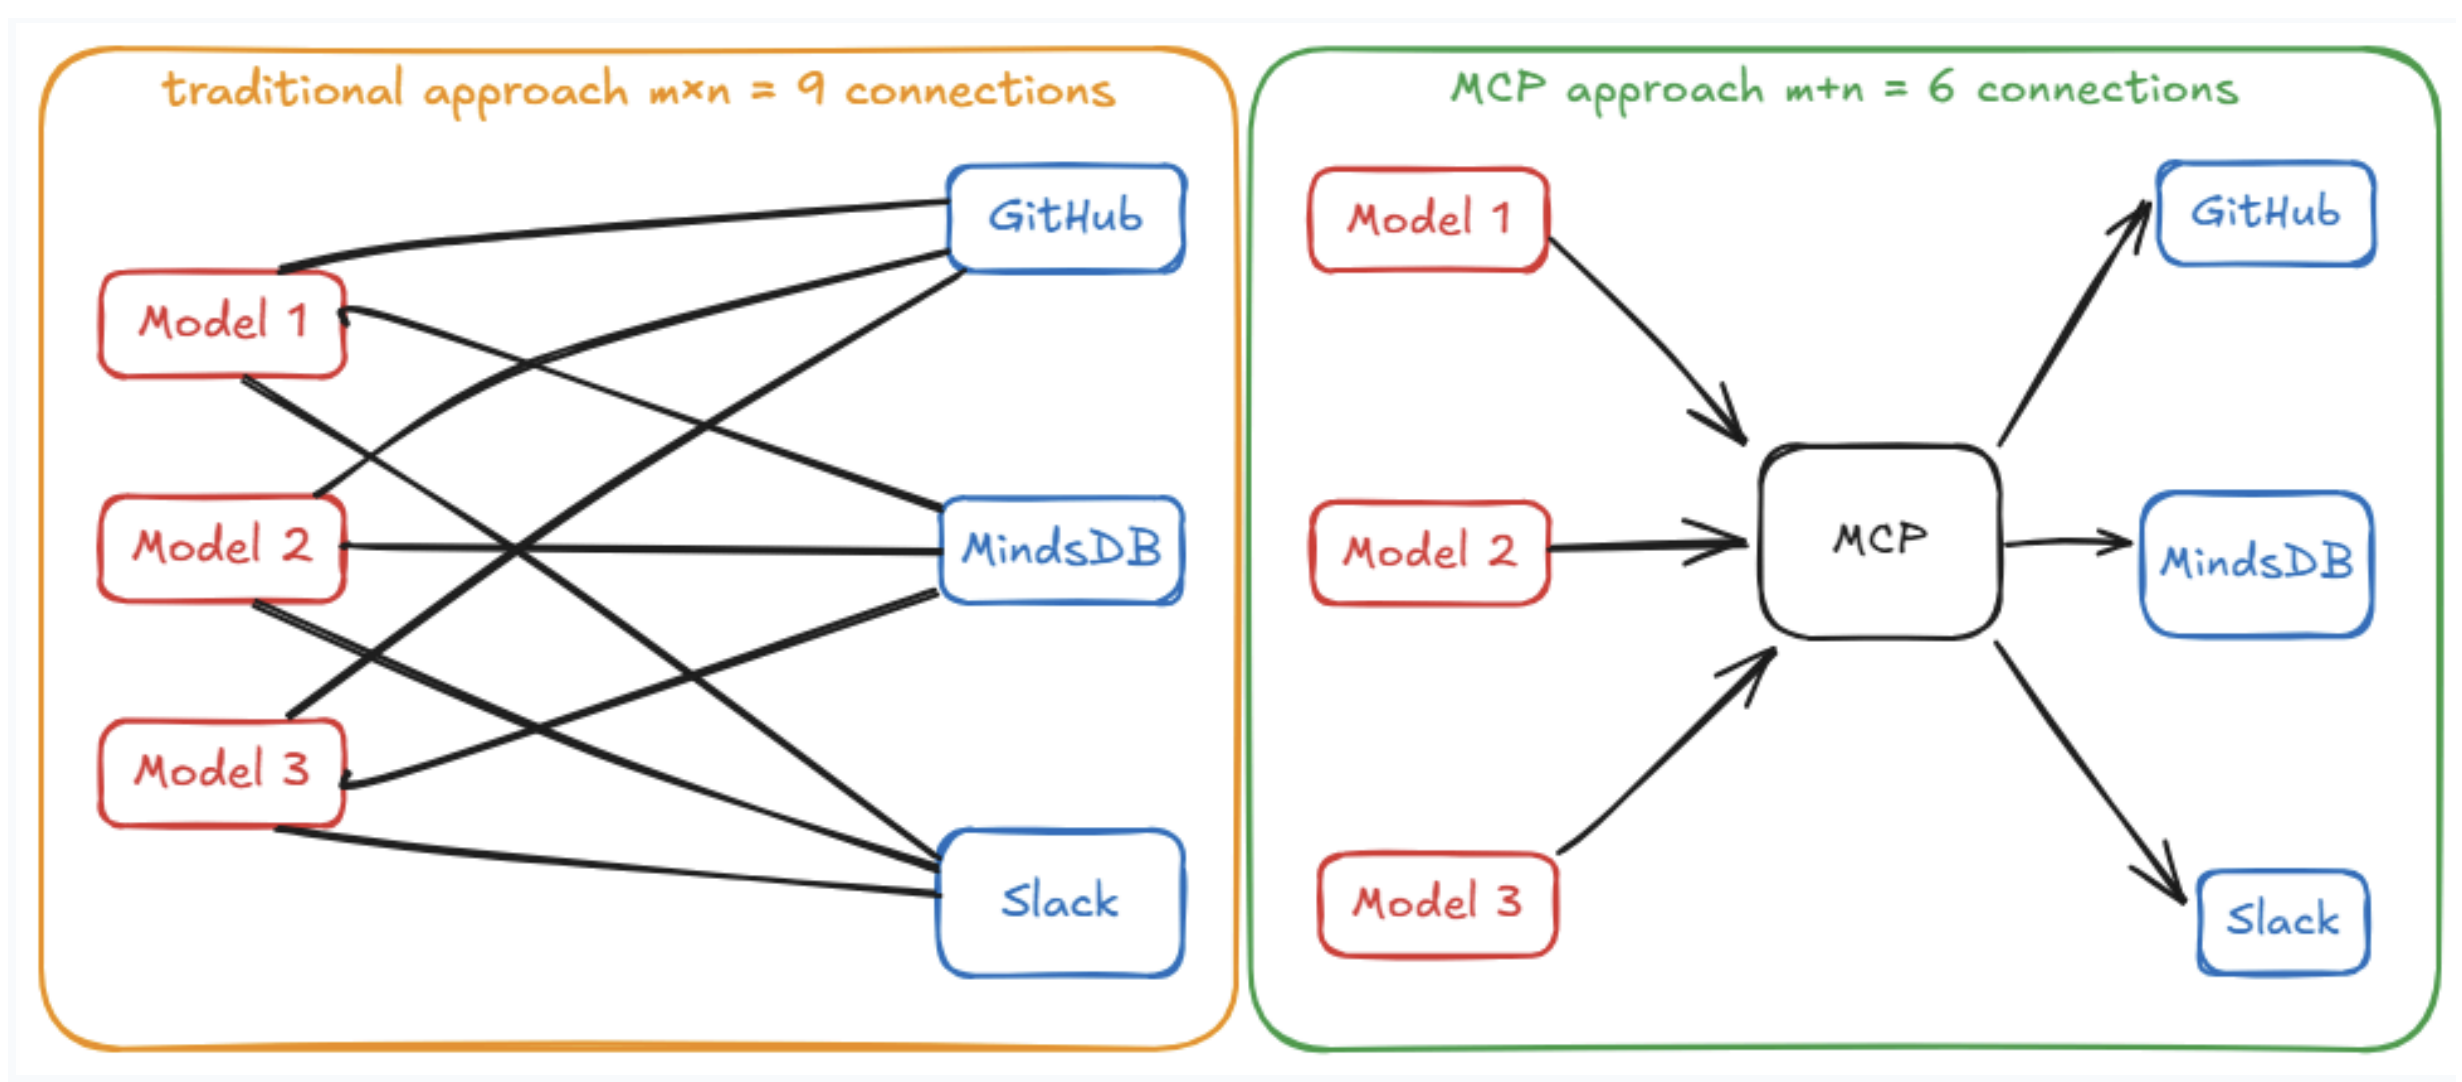 traditional approach m×n = 9 connections
GitHub
Model 1
Model 2
MindsDB
Model 3
Slack
MCP approach m+n = 6 connections
Model 1
GitHub
Model 2
MCP
MindsDB
Model 3
Slack